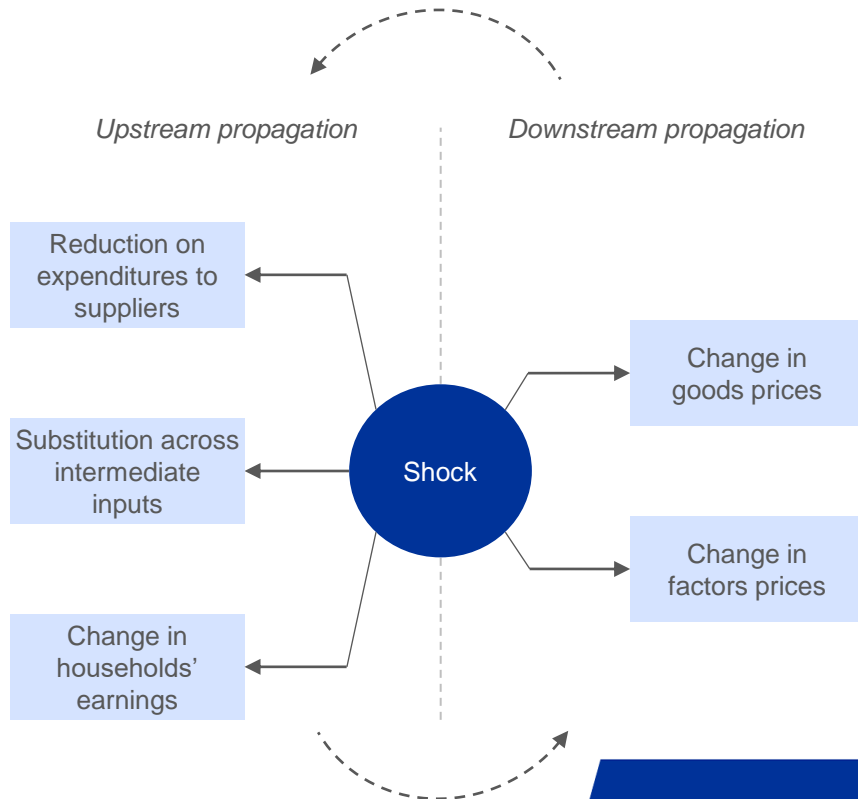 Upstream propagation
Downstream propagation
Reduction on
expenditures to
suppliers
Substitution across
intermediate
inputs
Change in
households’
earnings
Shock
Change in
goods prices
Change in
factors prices